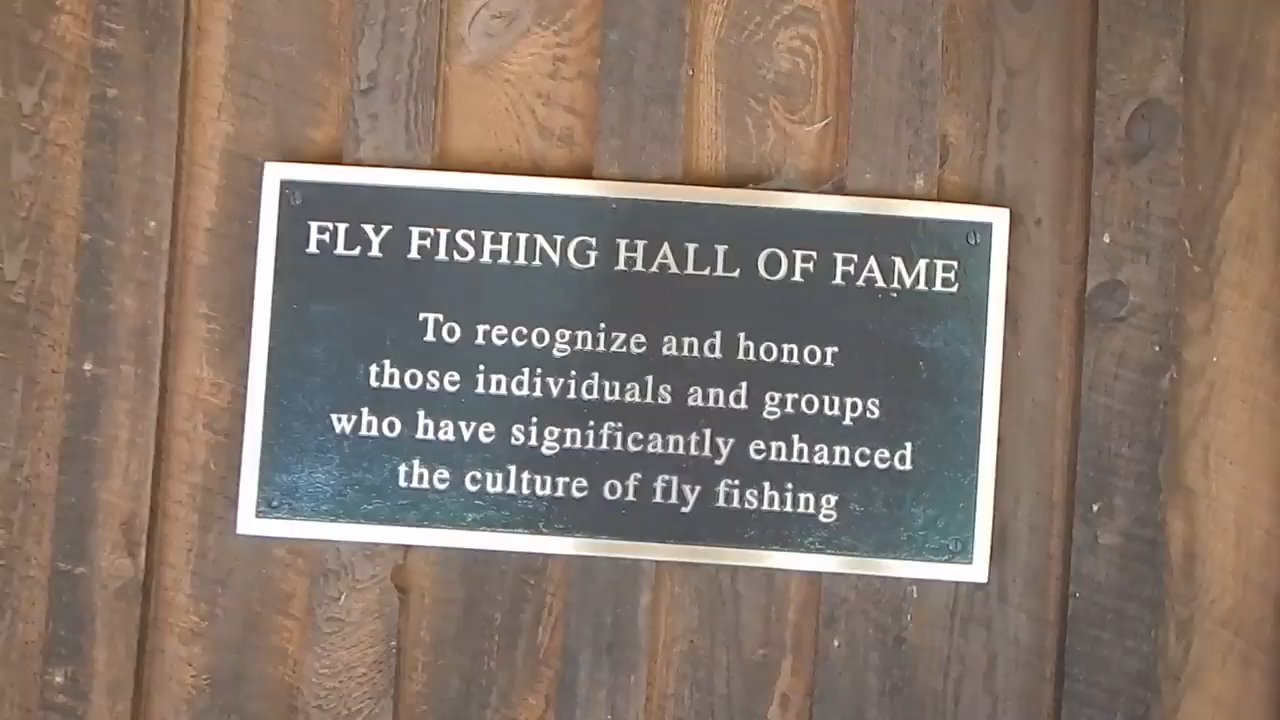 FLY FISHING HALL OF FAME
To recognize and honor
those individuals and groups
who have significantly enhanced
the culture of fly fishing